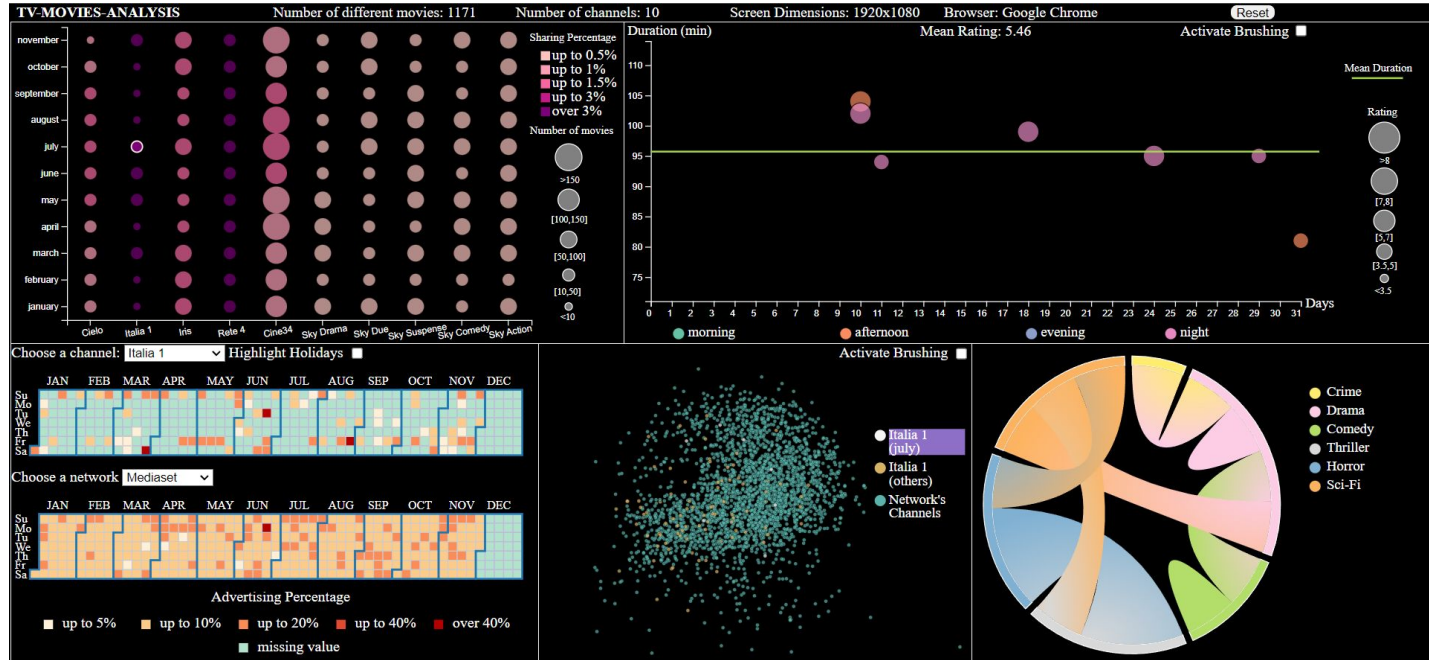 TV-MOVIES-ANALYSIS Number of different movies: 1171 Number of channels: 10 Screen Dimensions: 1920x1080 Browser: Google Chrome Reset
november
october
september
august
july
june
may
april
march
february
january
Cielo Italia 1 Iris Rete 4 Cine34 Sky Drama Sky Due Sky Suspense Sky Comedy Sky Action
Sharing Percentage
up to 0.5%
up to 1%
up to 1.5%
up to 3%
over 3%
Number of movies
>150
[100,150)
[50,100]
[10,50]
<10
Duration (min) Mean Rating: 5.46 Activate Brushing
110
105
100
95
90
85
80
75
0 1 2 3 4 5 6 7 8 9 10 11 12 13 14 15 16 17 18 19 20 21 22 23 24 25 26 27 28 29 30 31 Days
morning afternoon evening night
Mean Duration
Rating
>8
[7,8]
[5,7]
[3.5,5]
<3.5
Choose a channel: Italia 1 Highlight Holidays
JAN FEB MAR APR MAY JUN JUL AUG SEP OCT NOV DEC
Su
Mo
Tu
We
Th
Fr
Sa
Choose a network Mediaset
JAN FEB MAR APR MAY JUN JUL AUG SEP OCT NOV DEC
Su
Mo
Tu
We
Th
Fr
Sa
Advertising Percentage
up to 5% up to 10% up to 20% up to 40% over 40%
missing value
Activate Brushing
Italia 1
(july)
Italia 1
(others)
Network's
Channels
Crime
Drama
Comedy
Thriller
Horror
Sci-Fi